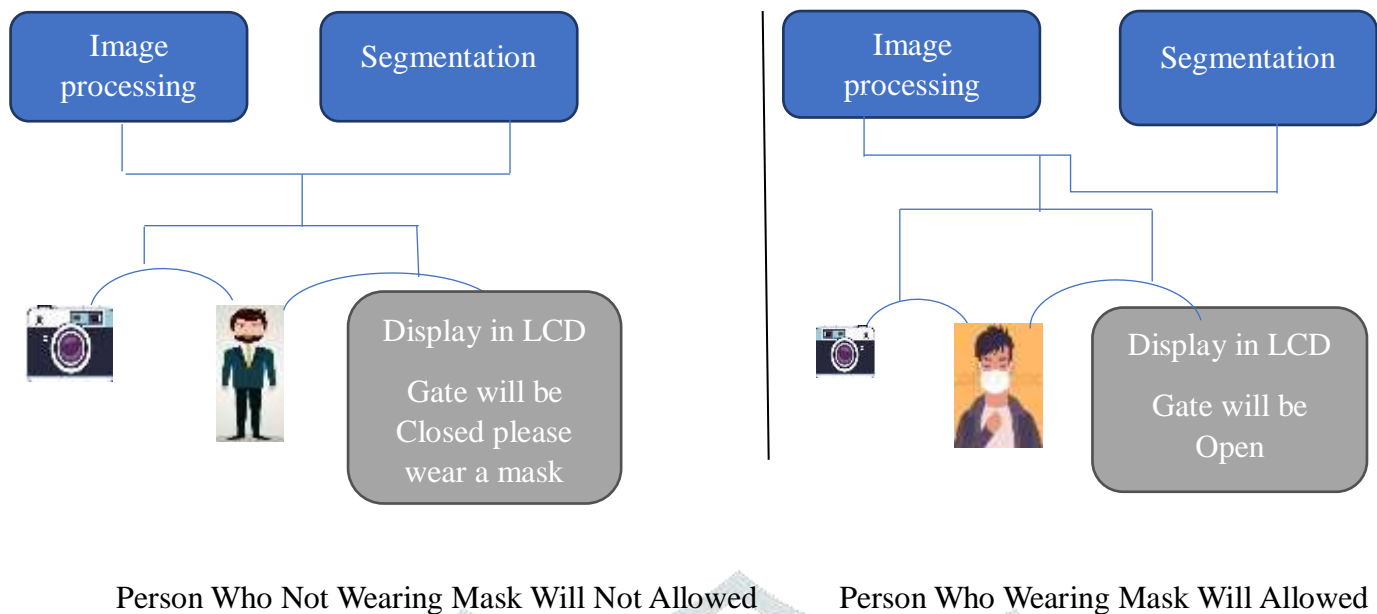 Image
processing
Segmentation
Display in LCD
Gate will be
Closed please
wear a mask
Person Who Not Wearing Mask Will Not Allowed
Image
processing
Segmentation
Display in LCD
Gate will be
Open
Person Who Wearing Mask Will Allowed